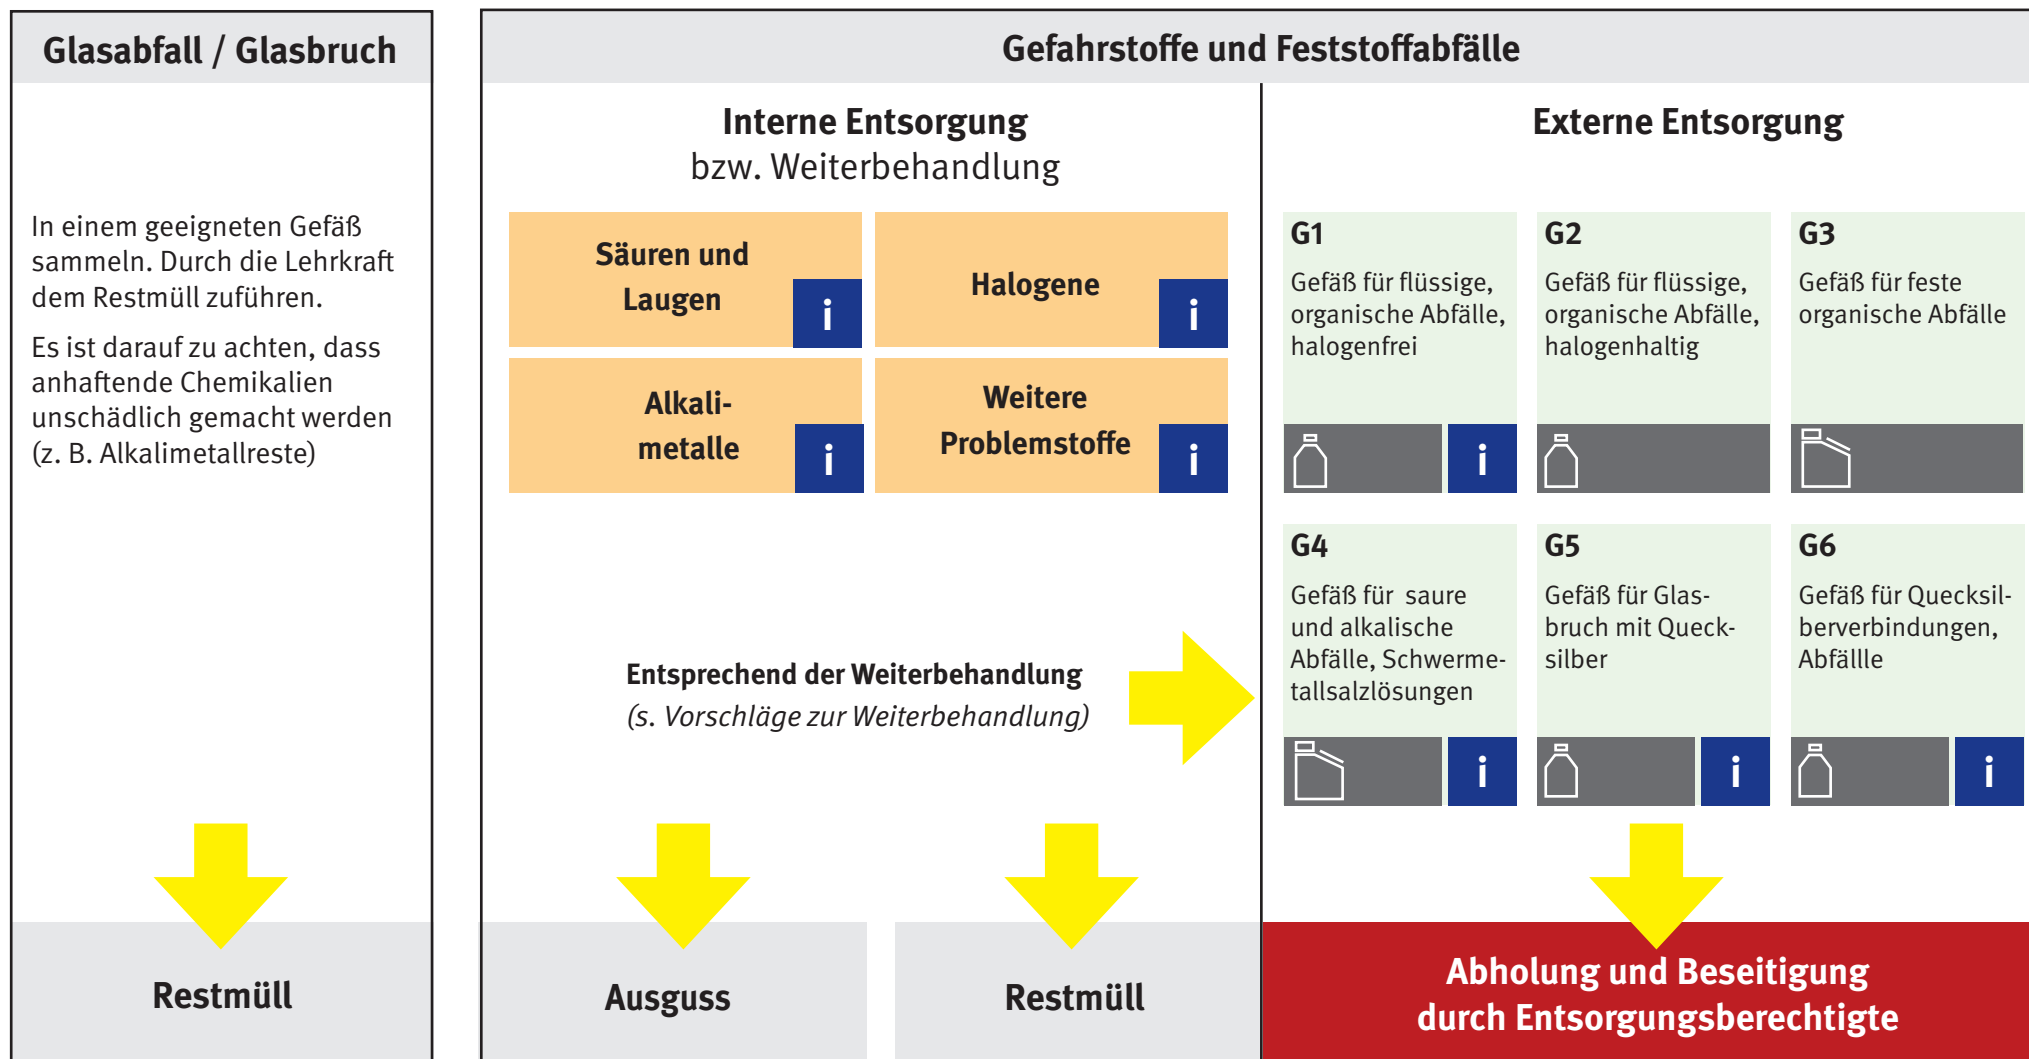 Glasabfall / Glasbruch
In einem geeigneten Gefäß
sammeln. Durch die Lehrkraft
dem Restmüll zuführen.
Es ist darauf zu achten, dass
anhaftende Chemikalien
unschädlich gemacht werden
(z. B. Alkalimetallreste)
Restmüll
Gefahrstoffe und Feststoffabfälle
Interne Entsorgung
bzw. Weiterbehandlung
Säuren und
Laugen
i
Halogene
i
Alkali-
metalle
i
Weitere
Problemstoffe
i
Entsprechend der Weiterbehandlung
(s. Vorschläge zur Weiterbehandlung)
Ausguss
Restmüll
Externe Entsorgung
G1
Gefäß für flüssige,
organische Abfälle,
halogenfrei
i
G2
Gefäß für flüssige,
organische Abfälle,
halogenhaltig
G3
Gefäß für feste
organische Abfälle
G4
Gefäß für saure
und alkalische
Abfälle, Schwerme-
tallsalzlösungen
i
G5
Gefäß für Glas-
bruch mit Queck-
silber
i
G6
Gefäß für Quecksil-
berverbindungen,
Abfällle
i
Abholung und Beseitigung
durch Entsorgungsberechtigte